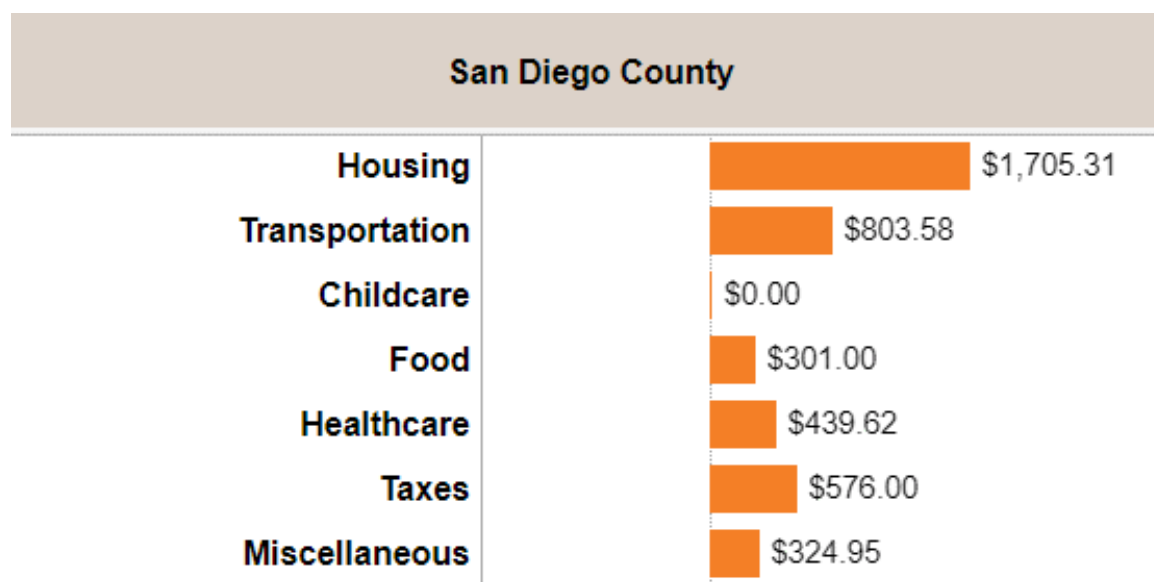 San Diego County
Housing $1,705.31
Transportation $803.58
Childcare $0.00
Food $301.00
Healthcare $439.62
Taxes $576.00
Miscellaneous $324.95